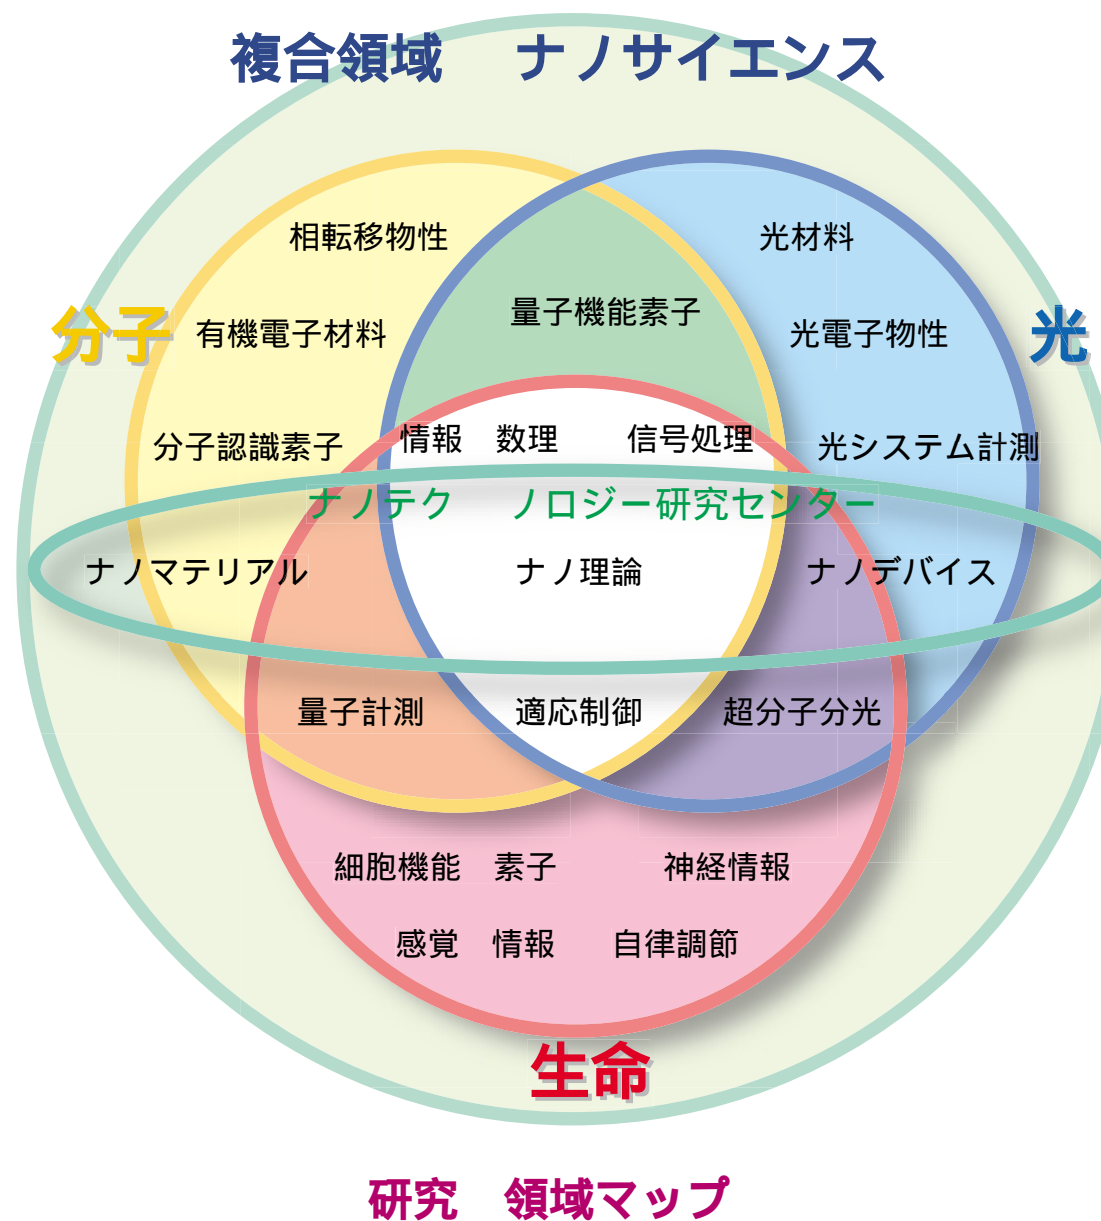 複合領域　ナノサイエンス
相転移物性
光材料
量子機能素子
分子
有機電子材料
光電子物性
光
情報　数理　信号処理
分子認識素子
光システム計測
ナノテク　ノロジー研究センター
ナノマテリアル
ナノ理論
ナノデバイス
量子計測
適応制御
超分子分光
細胞機能　素子
神経情報
感覚　情報
自律調節
生命
研究　領域マップ